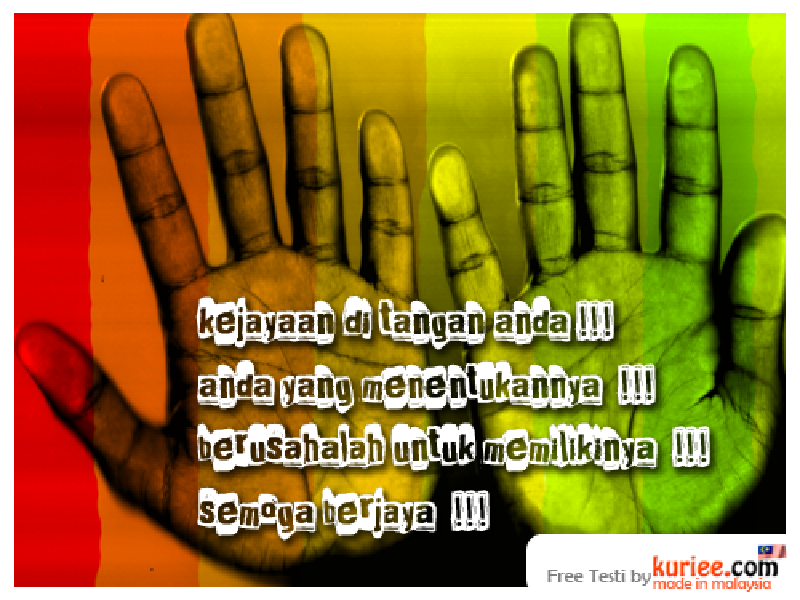 kejayaan di tangan anda !!!
anda yang menentukannya !!!
berusahalah untuk memilikinya !!!
semoga berjaya !!!
Free Testi by kuriee.com
made in malaysia